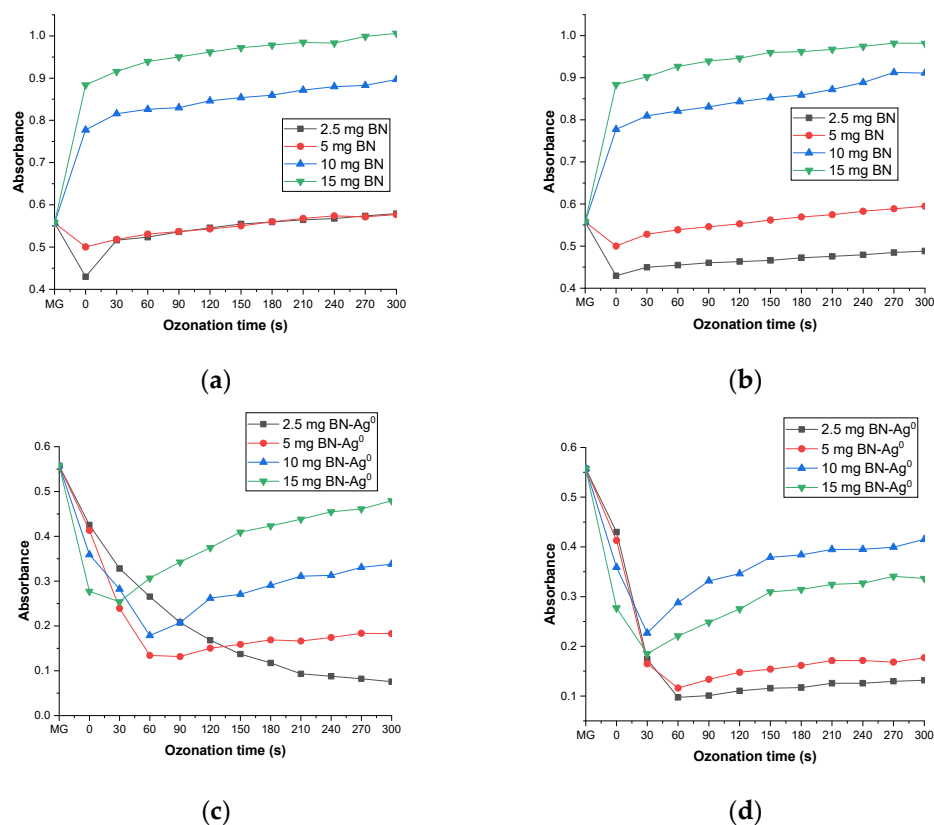 1.0
0.9
0.8
0.7
0.6
0.5
0.4
Absorbance
2.5 mg BN
5 mg BN
10 mg BN
15 mg BN
MG 0 30 60 90 120 150 180 210 240 270 300
Ozonation time (s)
(a)
1.0
0.9
0.8
0.7
0.6
0.5
0.4
Absorbance
2.5 mg BN
5 mg BN
10 mg BN
15 mg BN
MG 0 30 60 90 120 150 180 210 240 270 300
Ozonation time (s)
(b)
2.5 mg BN-Ag⁰
5 mg BN-Ag⁰
10 mg BN-Ag⁰
15 mg BN-Ag⁰
0.6
0.5
0.4
0.3
0.2
0.1
0.0
Absorbance
MG 0 30 60 90 120 150 180 210 240 270 300
Ozonation time (s)
(c)
2.5 mg BN-Ag⁰
5 mg BN-Ag⁰
10 mg BN-Ag⁰
15 mg BN-Ag⁰
0.6
0.5
0.4
0.3
0.2
0.1
Absorbance
MG 0 30 60 90 120 150 180 210 240 270 300
Ozonation time (s)
(d)